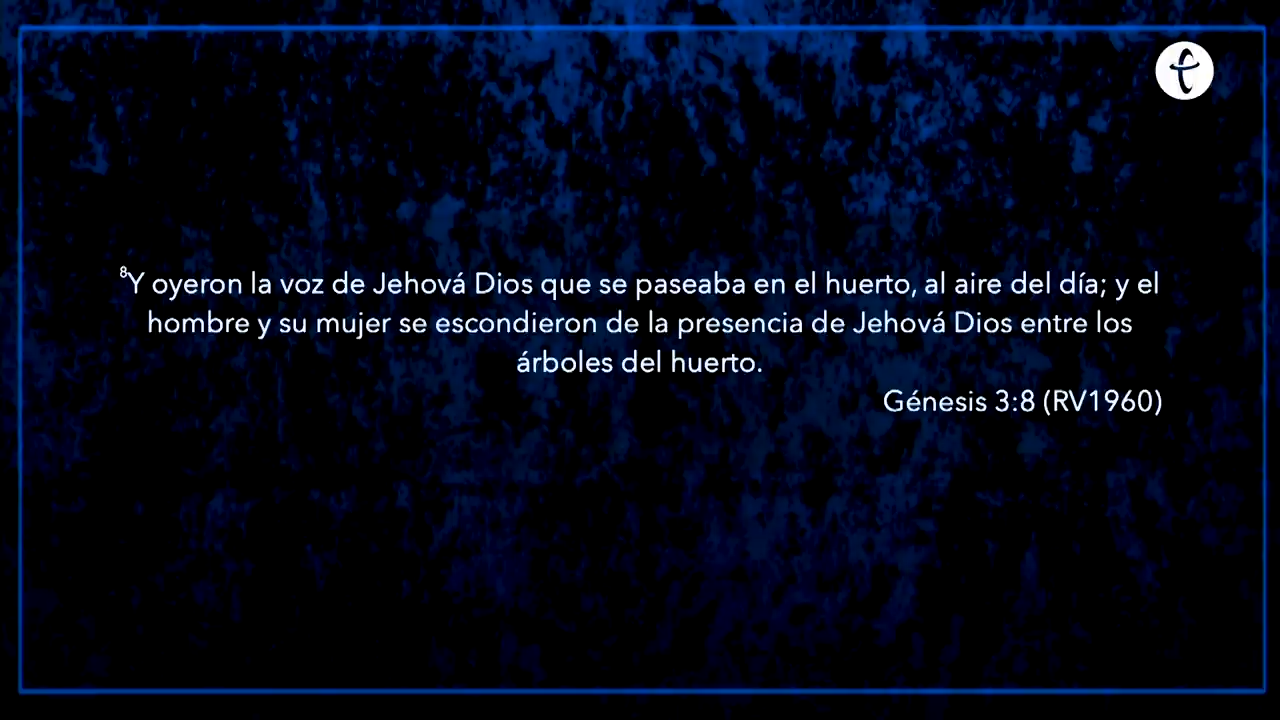 ⁸Y oyeron la voz de Jehová Dios que se paseaba en el huerto, al aire del día; y el
hombre y su mujer se escondieron de la presencia de Jehová Dios entre los
árboles del huerto.
Génesis 3:8 (RV1960)